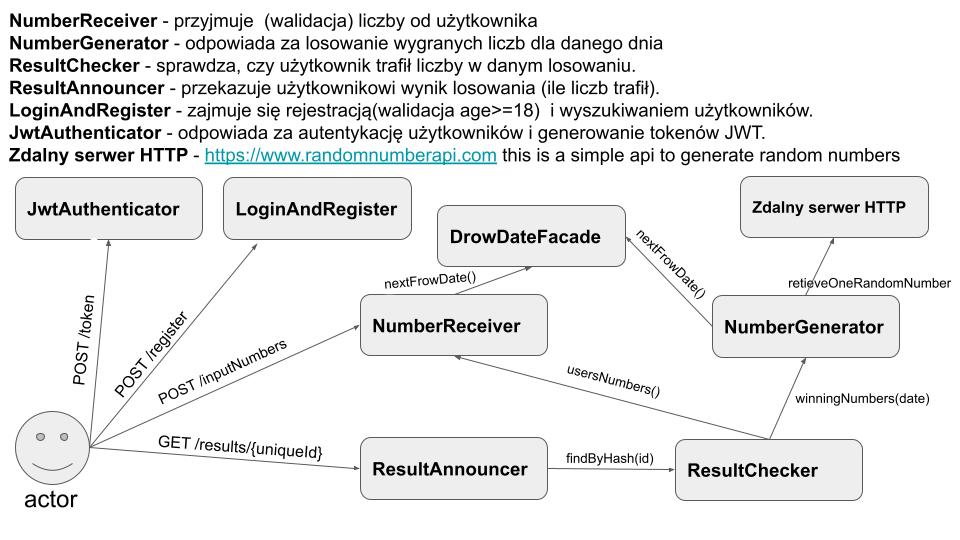 NumberReceiver - przyjmuje  (walidacja) liczby od użytkownika
NumberGenerator - odpowiada za losowanie wygranych liczb dla danego dnia
ResultChecker - sprawdza, czy użytkownik trafił liczby w danym losowaniu.
ResultAnnouncer - przekazuje użytkownikowi wynik losowania (ile liczb trafił).
LoginAndRegister - zajmuje się rejestracją(walidacja age>=18)  i wyszukiwaniem użytkowników.
JwtAuthenticator - odpowiada za autentykację użytkowników i generowanie tokenów JWT.
Zdalny serwer HTTP - https://www.randomnumberapi.com this is a simple api to generate random numbers
JwtAuthenticator
LoginAndRegister
Zdalny serwer HTTP
DrowDateFacade
nextFrowDate()
nextFrowDate()
retieveOneRandomNumber
NumberReceiver
NumberGenerator
POST /token
POST /register
POST /inputNumbers
usersNumbers()
winningNumbers(date)
GET /results/{uniqueId}
ResultAnnouncer
findByHash(id)
ResultChecker
actor